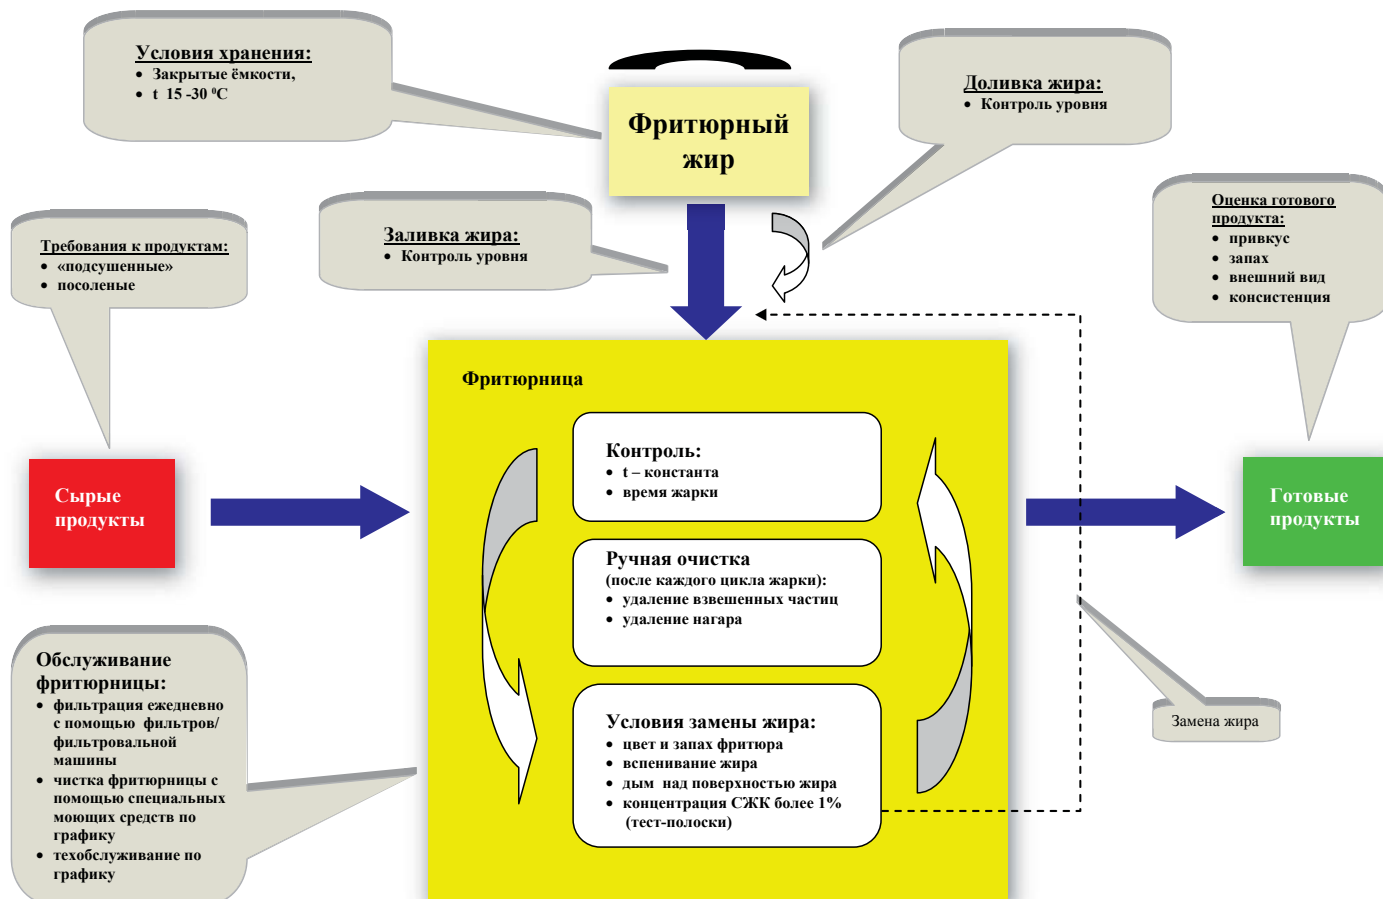 Условия хранения:
• Закрытые ёмкости,
• t 15 -30 ⁰С
Фритюрный
жир
Доливка жира:
• Контроль уровня
Заливка жира:
• Контроль уровня
Требования к продуктам:
• «подсушенные»
• посоленые
Оценка готового
продукта:
• привкус
• запах
• внешний вид
• консистенция
Фритюрница
Контроль:
• t – константа
• время жарки
Сырые
продукты
Готовые
продукты
Ручная очистка
(после каждого цикла жарки):
• удаление взвешенных частиц
• удаление нагара
Обслуживание
фритюрницы:
• фильтрация ежедневно
с помощью фильтров/
фильтровальной
машины
• чистка фритюрницы с
помощью специальных
моющих средств по
графику
• техобслуживание по
графику
Условия замены жира:
• цвет и запах фритюра
• вспенивание жира
• дым над поверхностью жира
• концентрация СЖК более 1%
(тест-полоски)
Замена жира